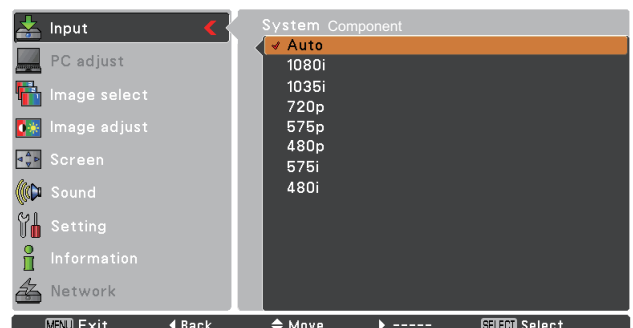 Input
PC adjust
Image select
Image adjust
Screen
Sound
Setting
Information
Network
System Component
Auto
1080i
1035i
720p
575p
480p
575i
480i
MENU Exit Back Move ----- SELECT Select